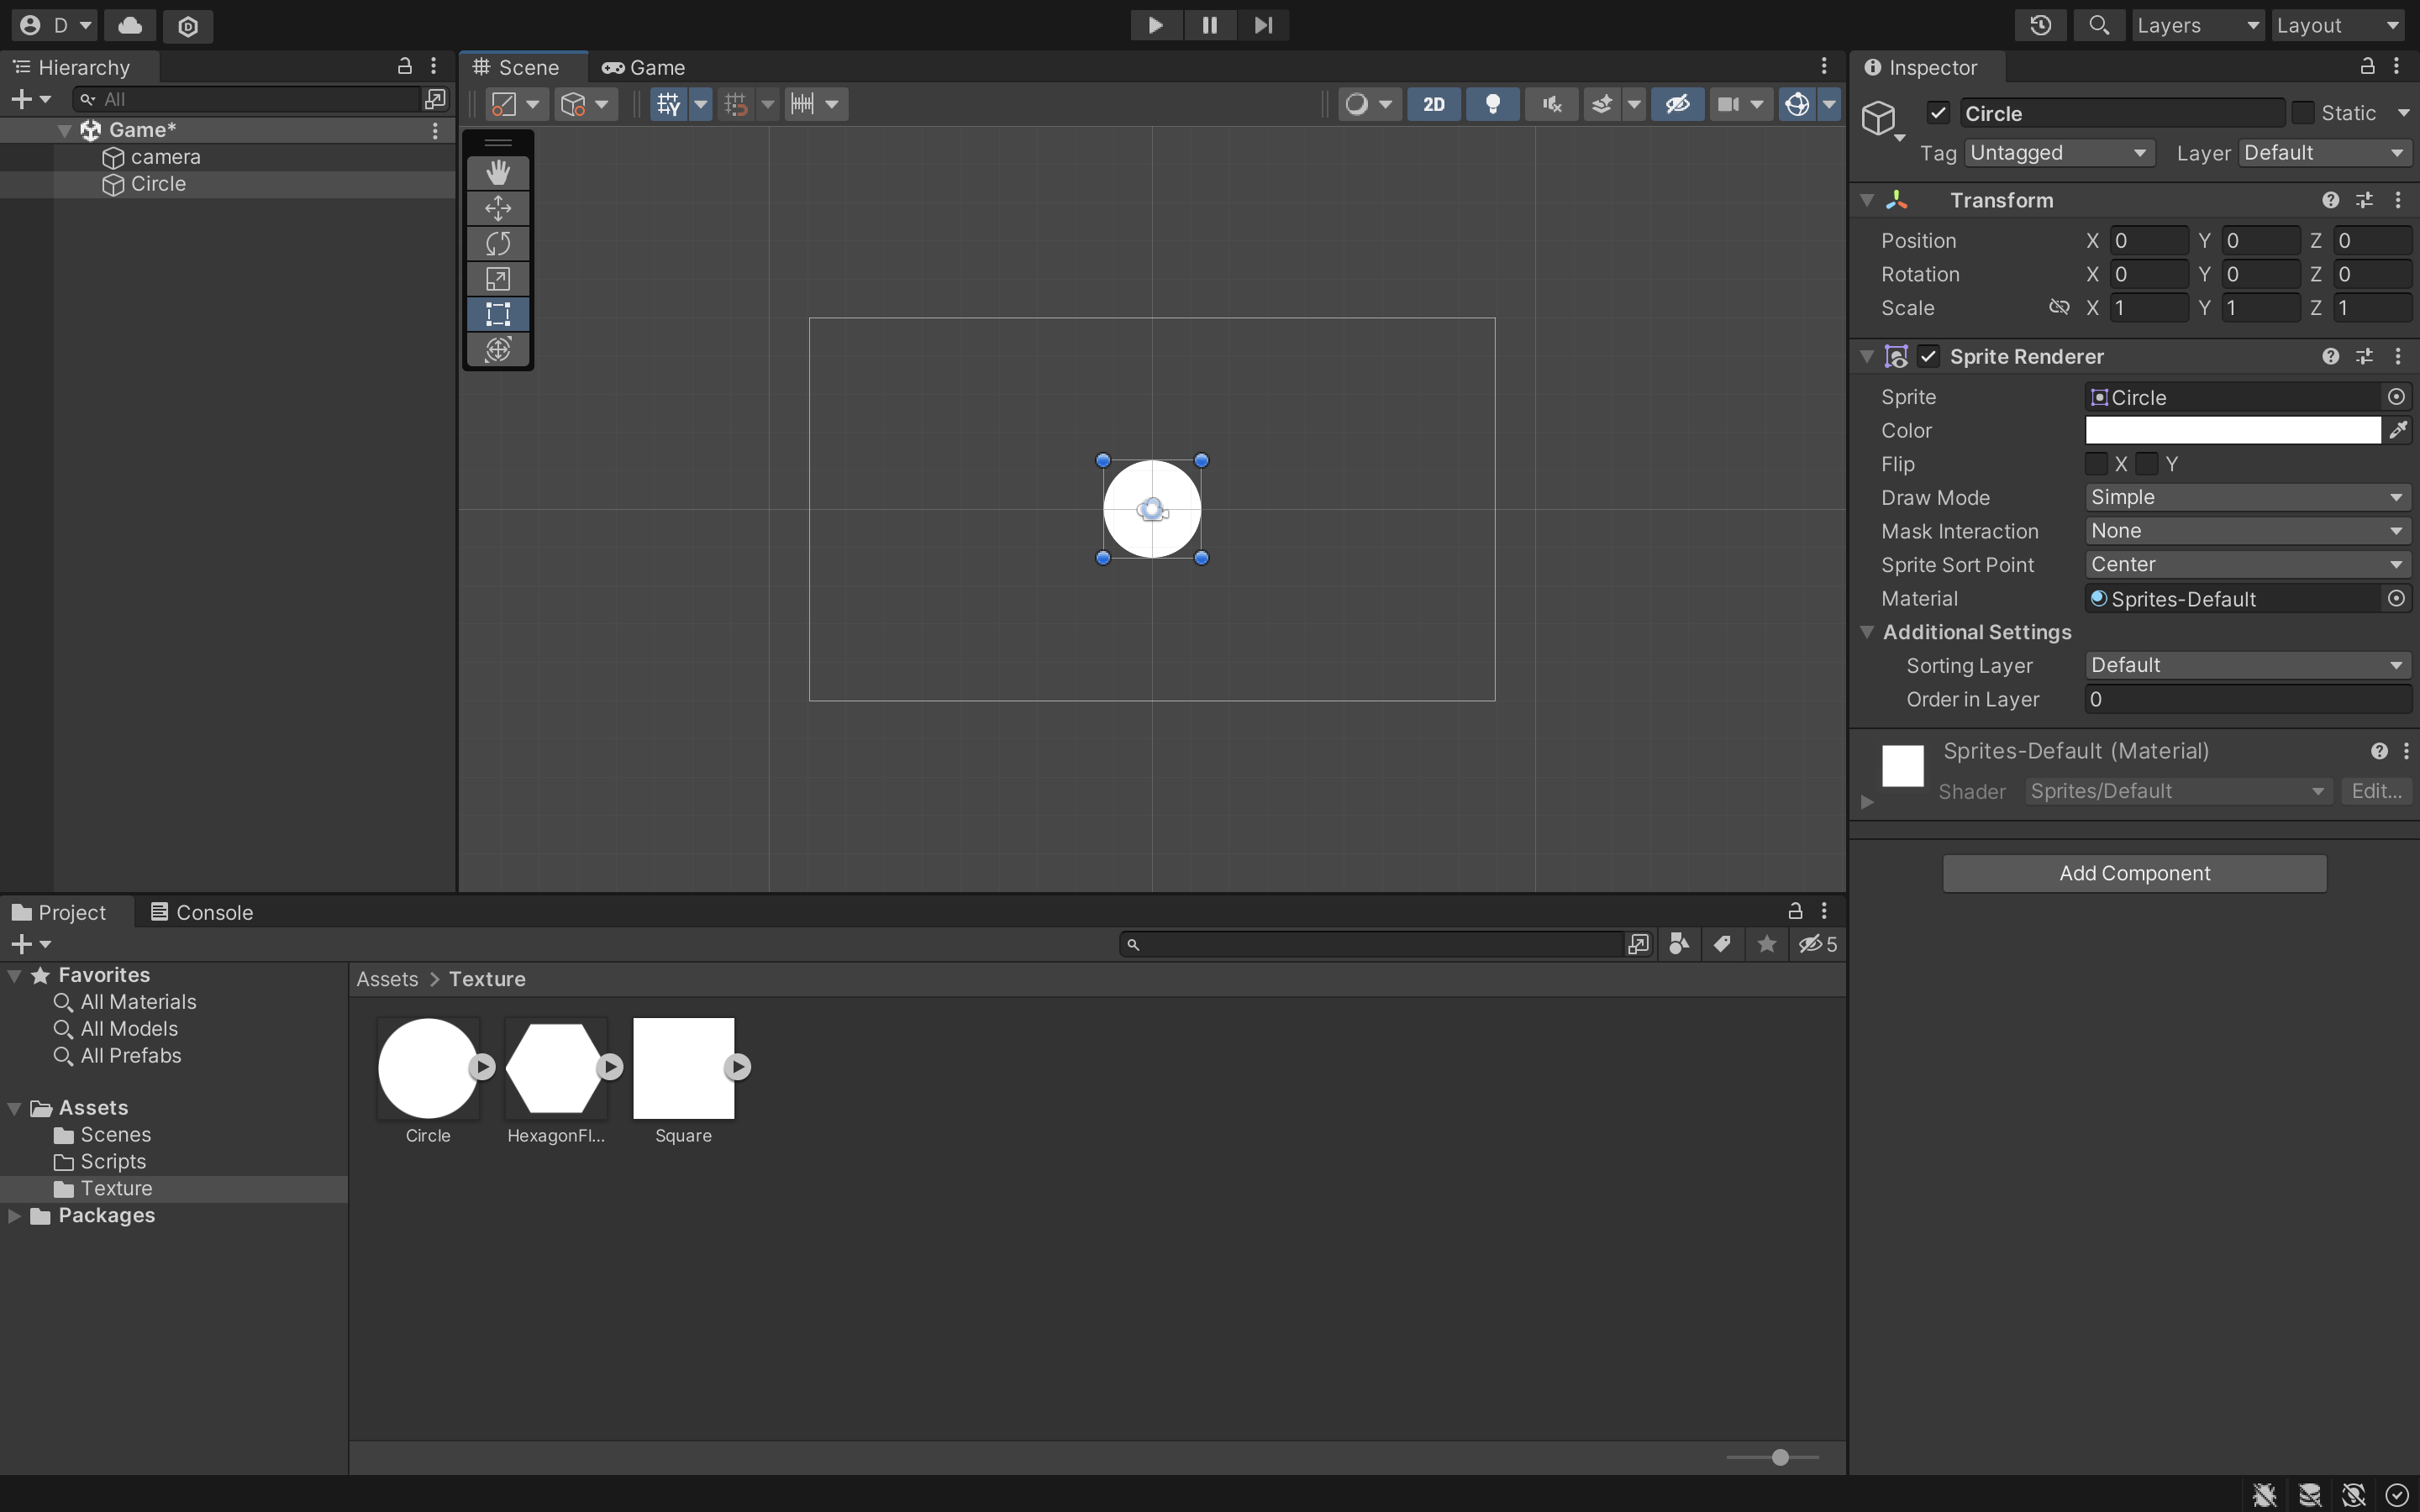 D
Layers
Layout
Hierarchy
All
Game*
camera
Circle
Scene
Game
2D
Inspector
Circle
Static
Tag
Untagged
Layer
Default
Transform
Position
X
0
Y
0
Z
0
Rotation
X
0
Y
0
Z
0
Scale
X
1
Y
1
Z
1
Sprite Renderer
Sprite
Circle
Color
Flip
X
Y
Draw Mode
Simple
Mask Interaction
None
Sprite Sort Point
Center
Material
Sprites-Default
Additional Settings
Sorting Layer
Default
Order in Layer
0
Sprites-Default (Material)
Shader
Sprites/Default
Edit...
Add Component
Project
Console
5
Favorites
All Materials
All Models
All Prefabs
Assets
Scenes
Scripts
Texture
Packages
Assets > Texture
Circle
HexagonFl...
Square